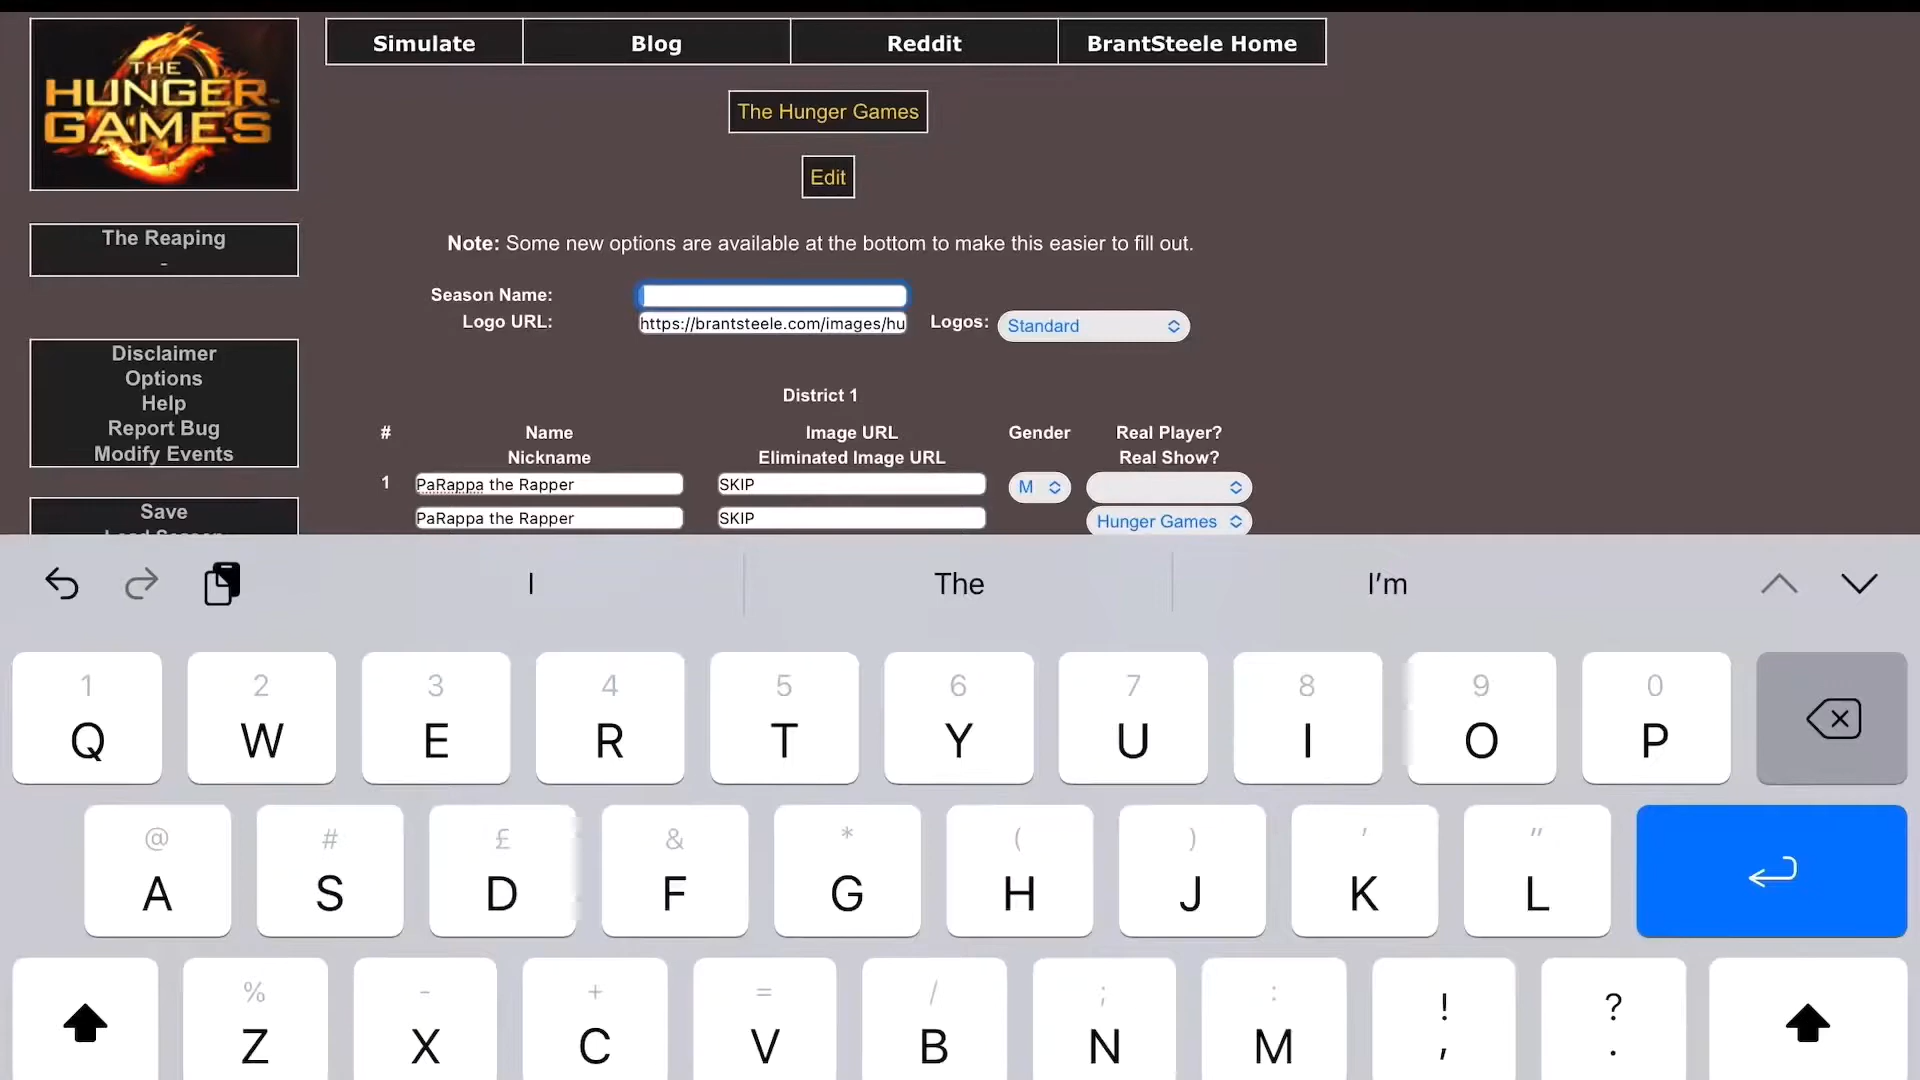 THE
HUNGER
GAMES
Simulate Blog Reddit BrantSteele Home
The Hunger Games
Edit
The Reaping
-
Note: Some new options are available at the bottom to make this easier to fill out.
Season Name:
Logo URL: https://brantsteele.com/images/hu Logos: Standard
Disclaimer
Options
Help
Report Bug
Modify Events
Save
Load Season
District 1
# Name Image URL Gender Real Player?
Nickname Eliminated Image URL Real Show?
1 PaRappa the Rapper SKIP M
PaRappa the Rapper SKIP Hunger Games
I The I'm
1 2 3 4 5 6 7 8 9 0
Q W E R T Y U I O P
@ # £ & * ( ) ' "
A S D F G H J K L
% - + = / ; : ! ?
Z X C V B N M , .